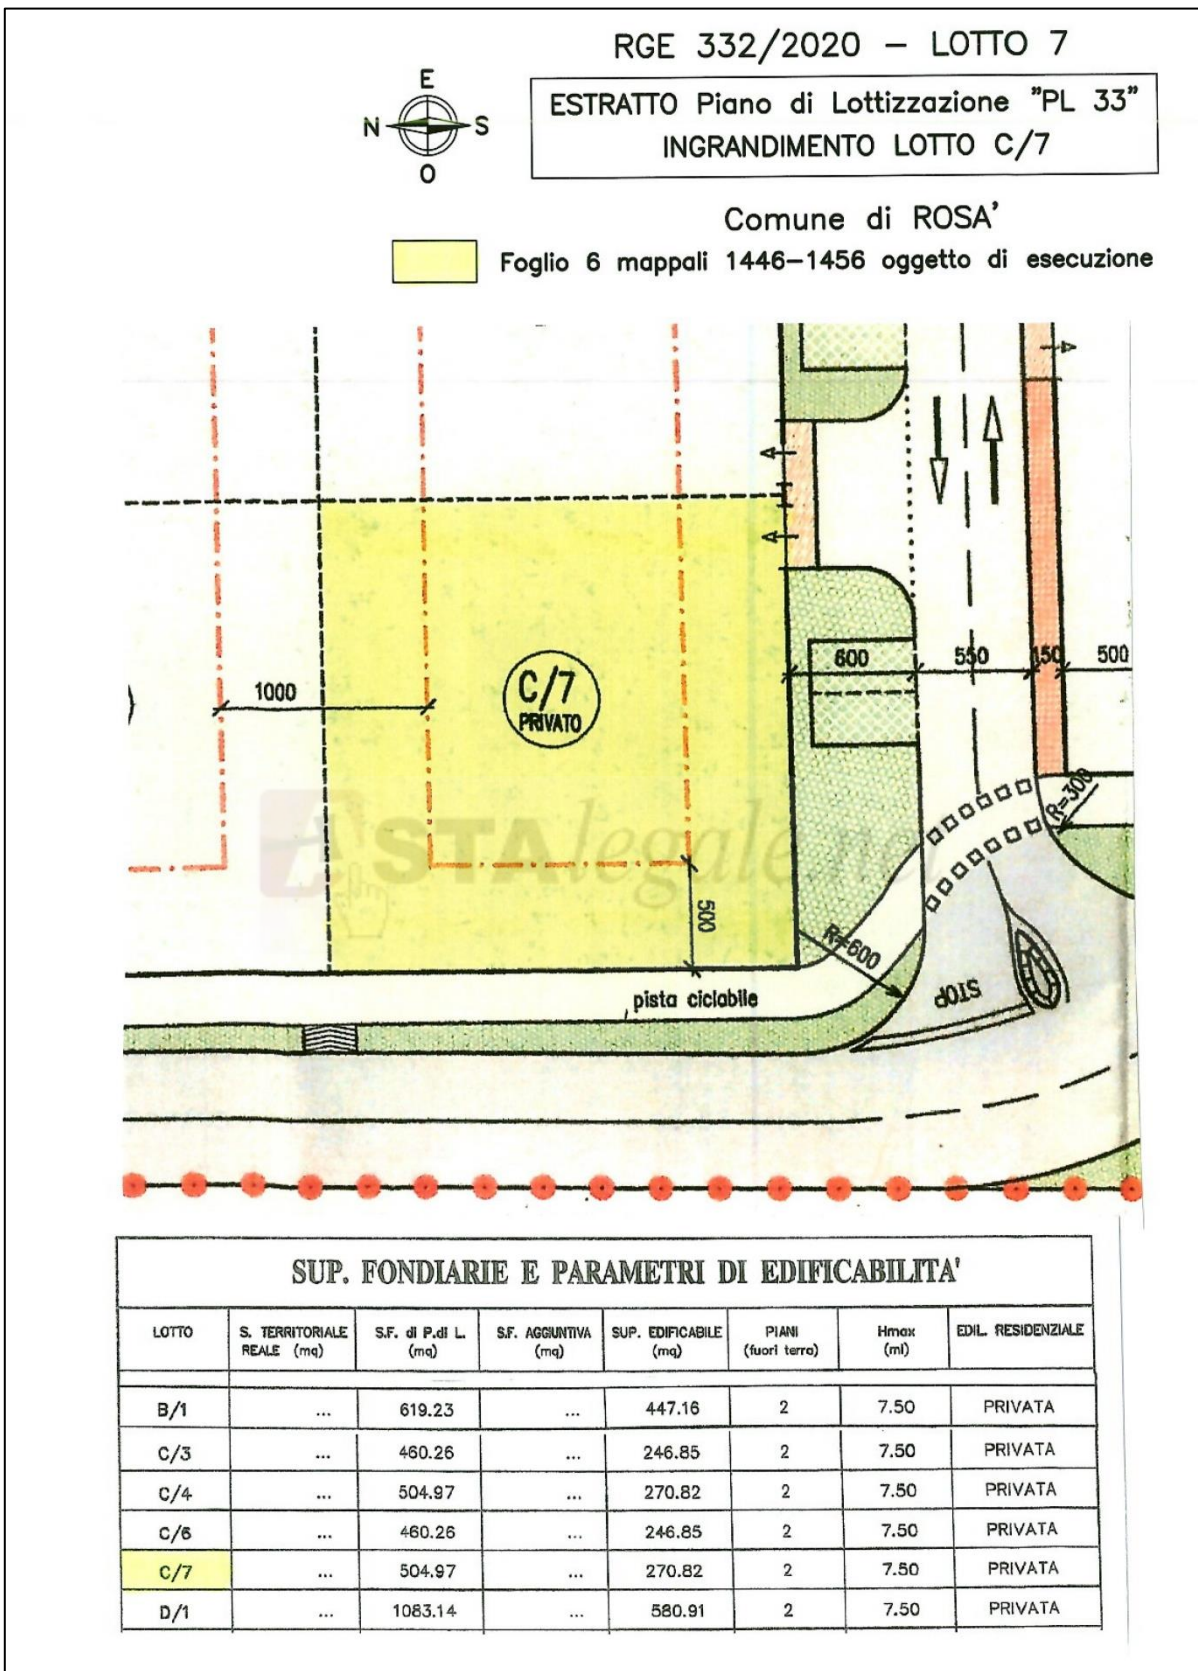 RGE 332/2020 – LOTTO 7
E
N S
O
ESTRATTO Piano di Lottizzazione "PL 33"
INGRANDIMENTO LOTTO C/7
Comune di ROSA'
Foglio 6 mappali 1446–1456 oggetto di esecuzione
1000
C/7
PRIVATO
600 550 150 500
R=300
ASTAlegale.net
500
R=600
STOP
pista ciclabile
SUP. FONDIARIE E PARAMETRI DI EDIFICABILITA'
LOTTO S. TERRITORIALE REALE (mq) S.F. di P.di L. (mq) S.F. AGGIUNTIVA (mq) SUP. EDIFICABILE (mq) PIANI (fuori terra) Hmax (ml) EDIL. RESIDENZIALE
B/1 ... 619.23 ... 447.16 2 7.50 PRIVATA
C/3 ... 460.26 ... 246.85 2 7.50 PRIVATA
C/4 ... 504.97 ... 270.82 2 7.50 PRIVATA
C/6 ... 460.26 ... 246.85 2 7.50 PRIVATA
C/7 ... 504.97 ... 270.82 2 7.50 PRIVATA
D/1 ... 1083.14 ... 580.91 2 7.50 PRIVATA